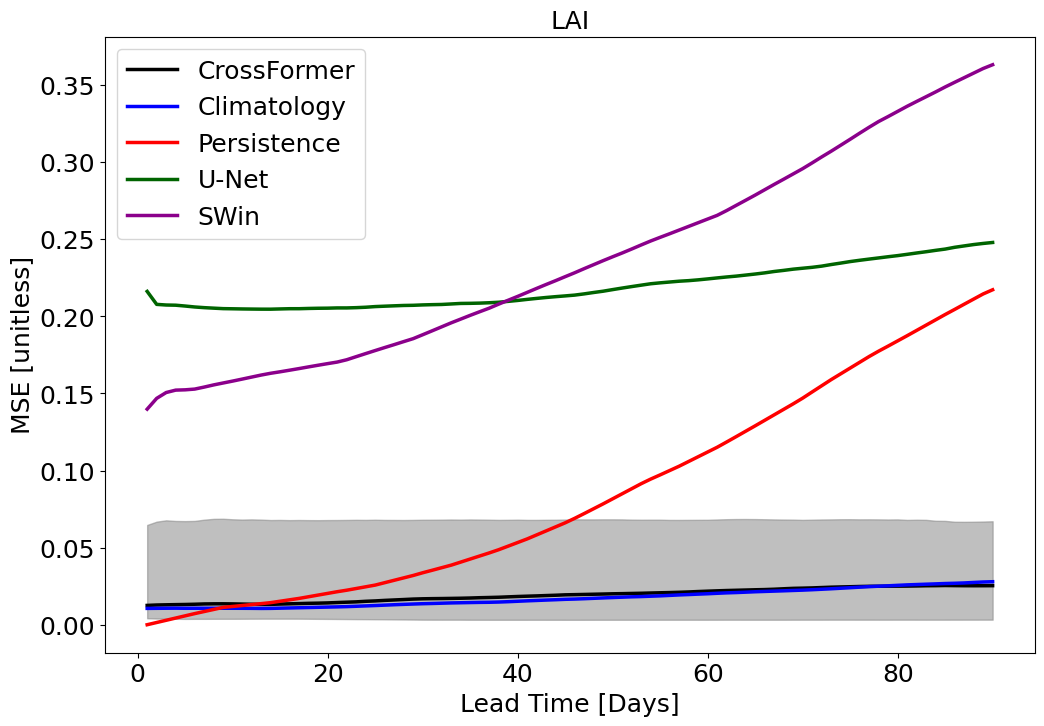 LAI
CrossFormer
Climatology
Persistence
U-Net
SWin
MSE [unitless]
0.35
0.30
0.25
0.20
0.15
0.10
0.05
0.00
0 20 40 60 80
Lead Time [Days]